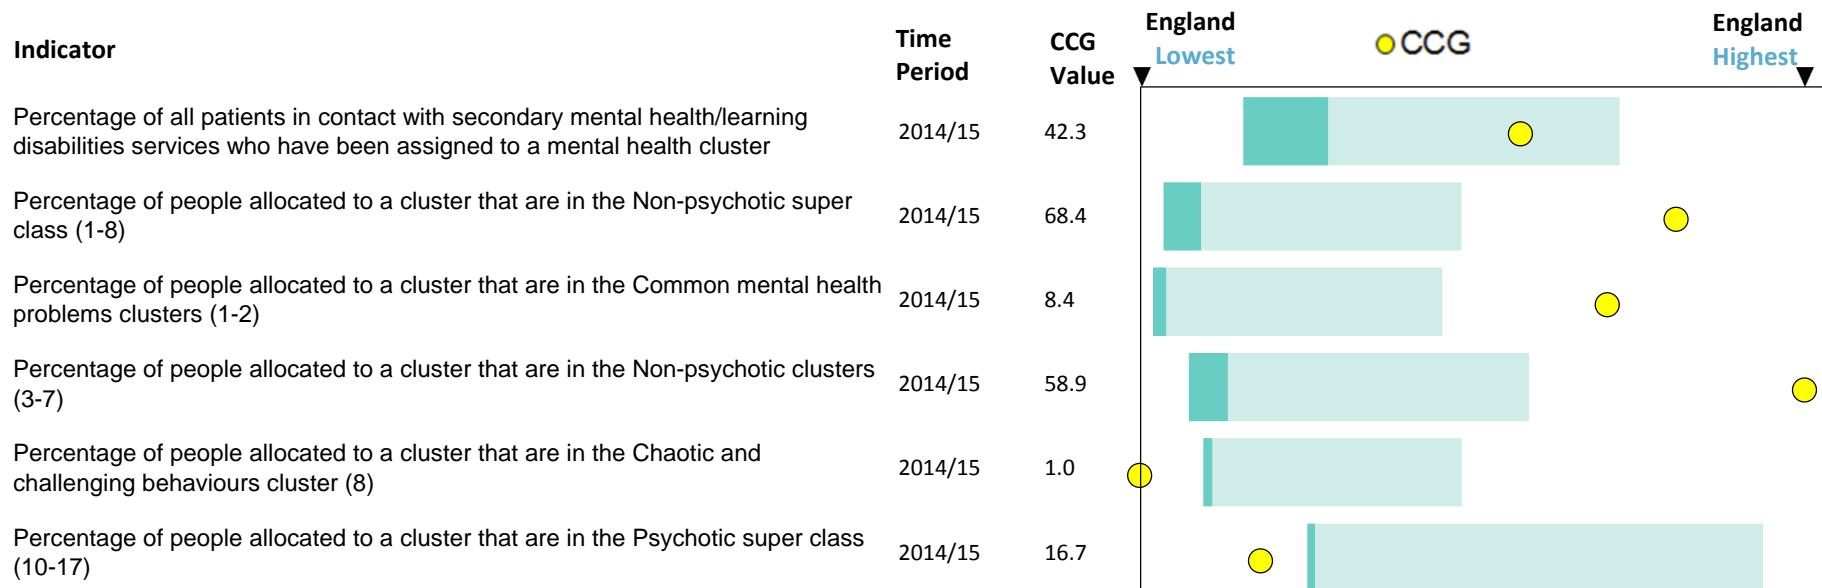 Indicator
Time
Period
CCG
Value
England
Lowest
CCG
England
Highest
Percentage of all patients in contact with secondary mental health/learning
disabilities services who have been assigned to a mental health cluster
2014/15
42.3
Percentage of people allocated to a cluster that are in the Non-psychotic super
class (1-8)
2014/15
68.4
Percentage of people allocated to a cluster that are in the Common mental health
problems clusters (1-2)
2014/15
8.4
Percentage of people allocated to a cluster that are in the Non-psychotic clusters
(3-7)
2014/15
58.9
Percentage of people allocated to a cluster that are in the Chaotic and
challenging behaviours cluster (8)
2014/15
1.0
Percentage of people allocated to a cluster that are in the Psychotic super class
(10-17)
2014/15
16.7